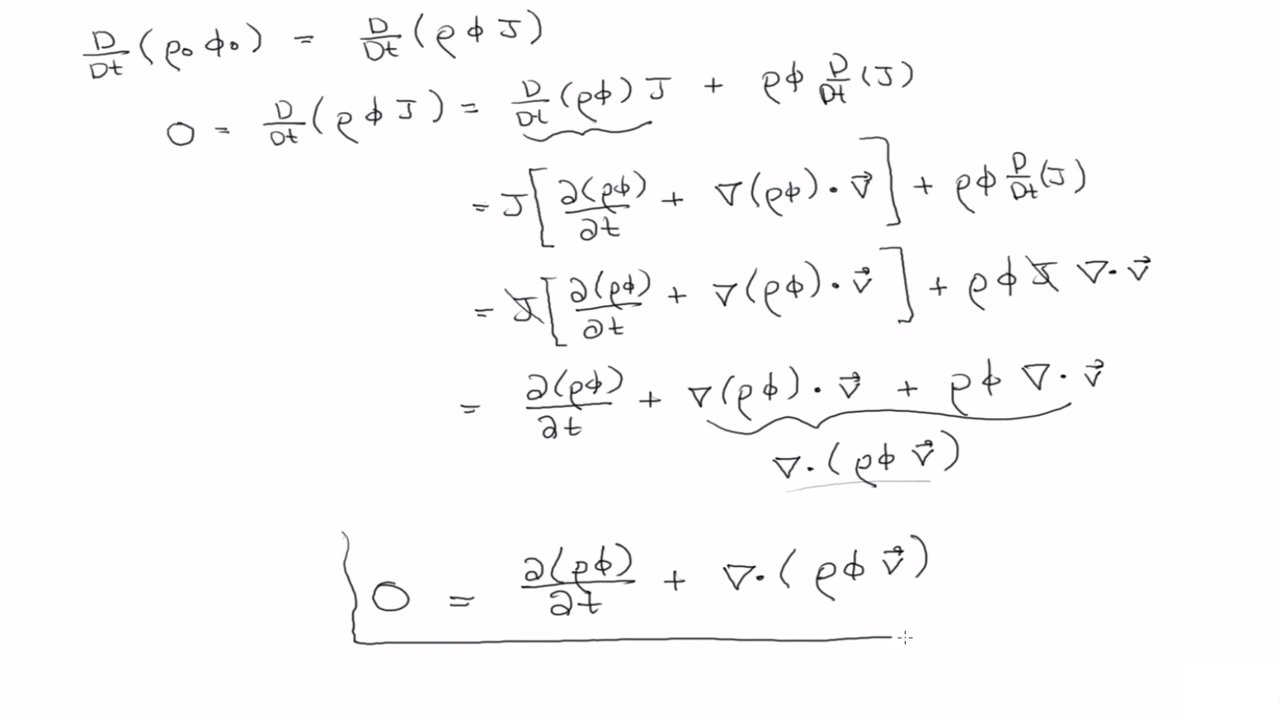 D/Dt (ρ₀ ϕ₀) = D/Dt (ρ ϕ J)
0 = D/Dt (ρ ϕ J) = D/Dt (ρϕ) J + ρϕ D/Dt (J)
= J [ ∂(ρϕ)/∂t + ∇(ρϕ) · v⃗ ] + ρϕ D/Dt (J)
= J [ ∂(ρϕ)/∂t + ∇(ρϕ) · v⃗ ] + ρϕ J ∇ · v⃗
= ∂(ρϕ)/∂t + ∇(ρϕ) · v⃗ + ρϕ ∇ · v⃗
∇ · (ρϕ v⃗)
0 = ∂(ρϕ)/∂t + ∇ · (ρϕ v⃗)